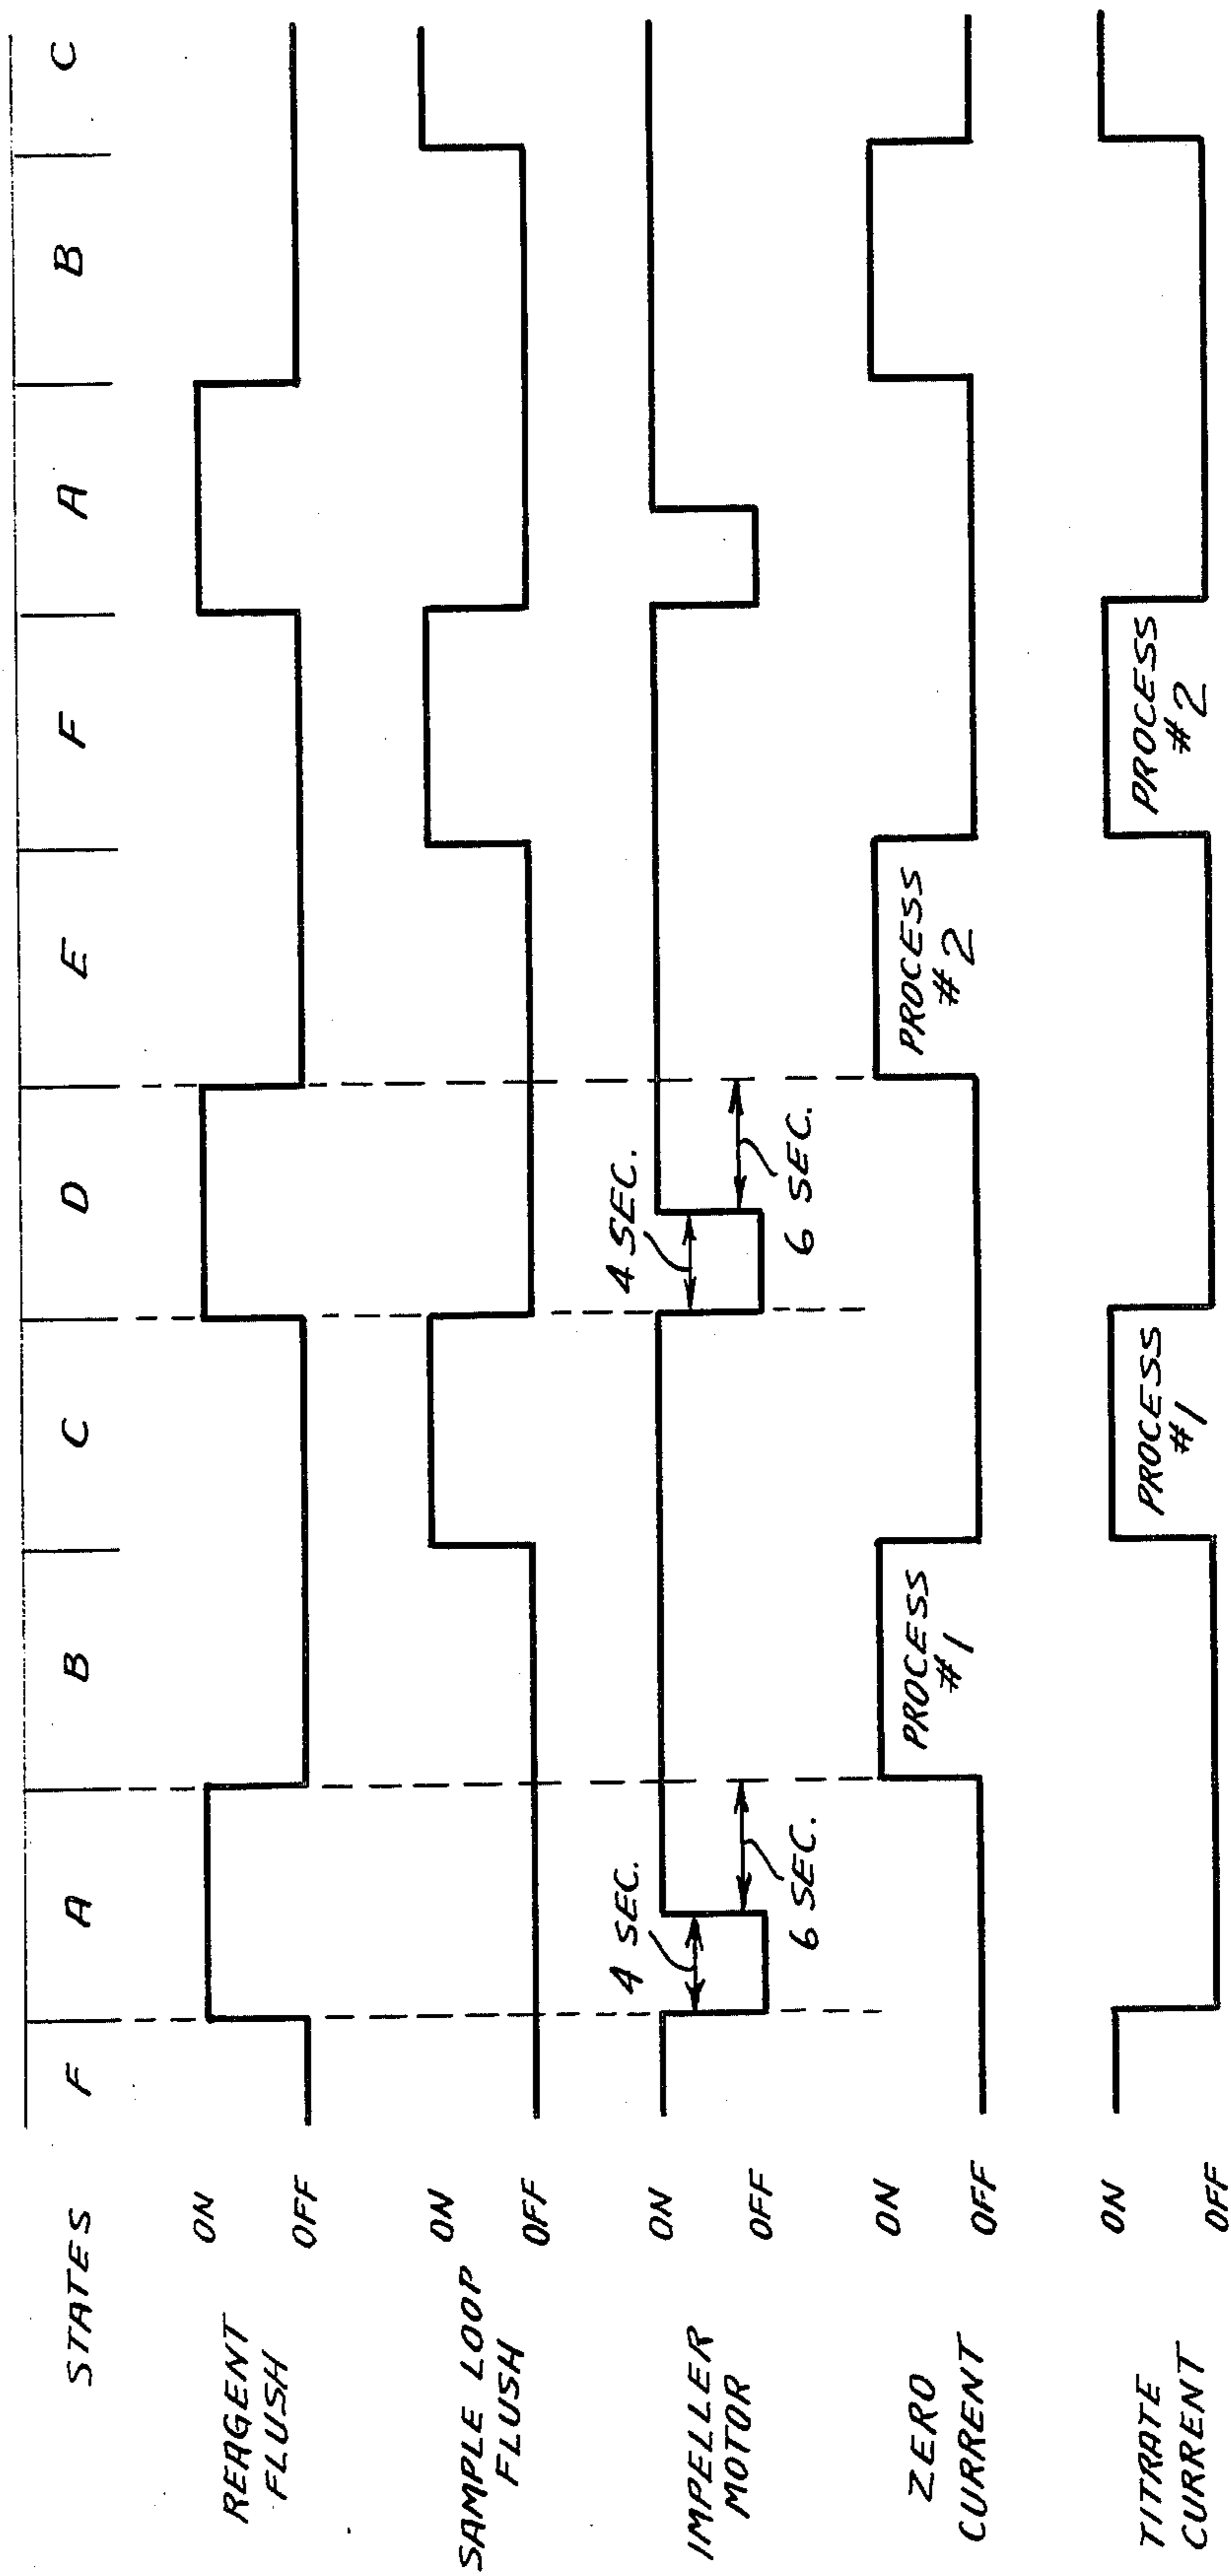 STATES F A B C D E F A B C
REAGENT
FLUSH
ON
OFF
SAMPLE LOOP
FLUSH
ON
OFF
IMPELLER
MOTOR
ON
OFF
4 SEC.
6 SEC.
4 SEC.
6 SEC.
ZERO
CURRENT
ON
OFF
PROCESS
#1
PROCESS
#2
TITRATE
CURRENT
ON
OFF
PROCESS
#1
PROCESS
#2